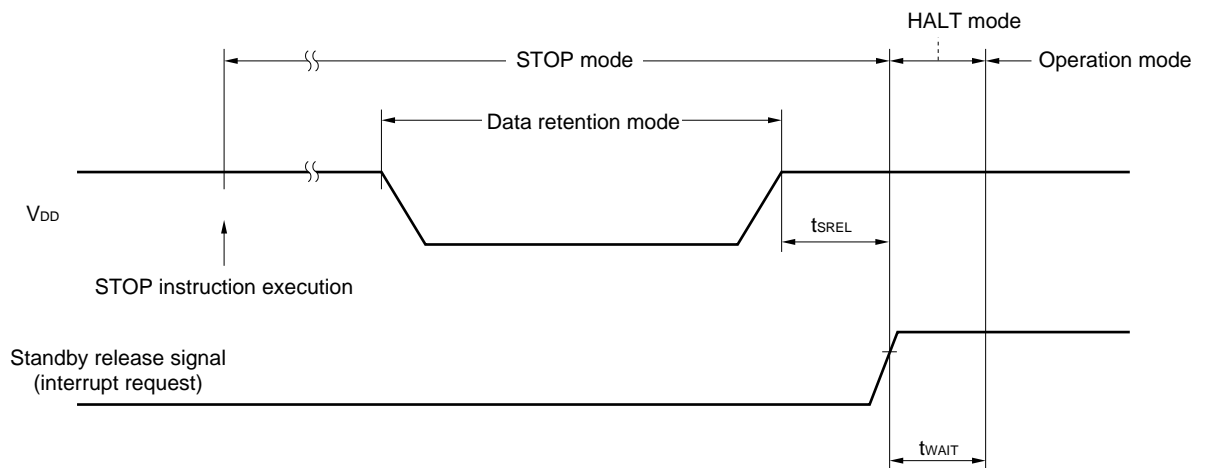 HALT mode
STOP mode
Operation mode
Data retention mode
VDD
tSREL
STOP instruction execution
Standby release signal
(interrupt request)
tWAIT